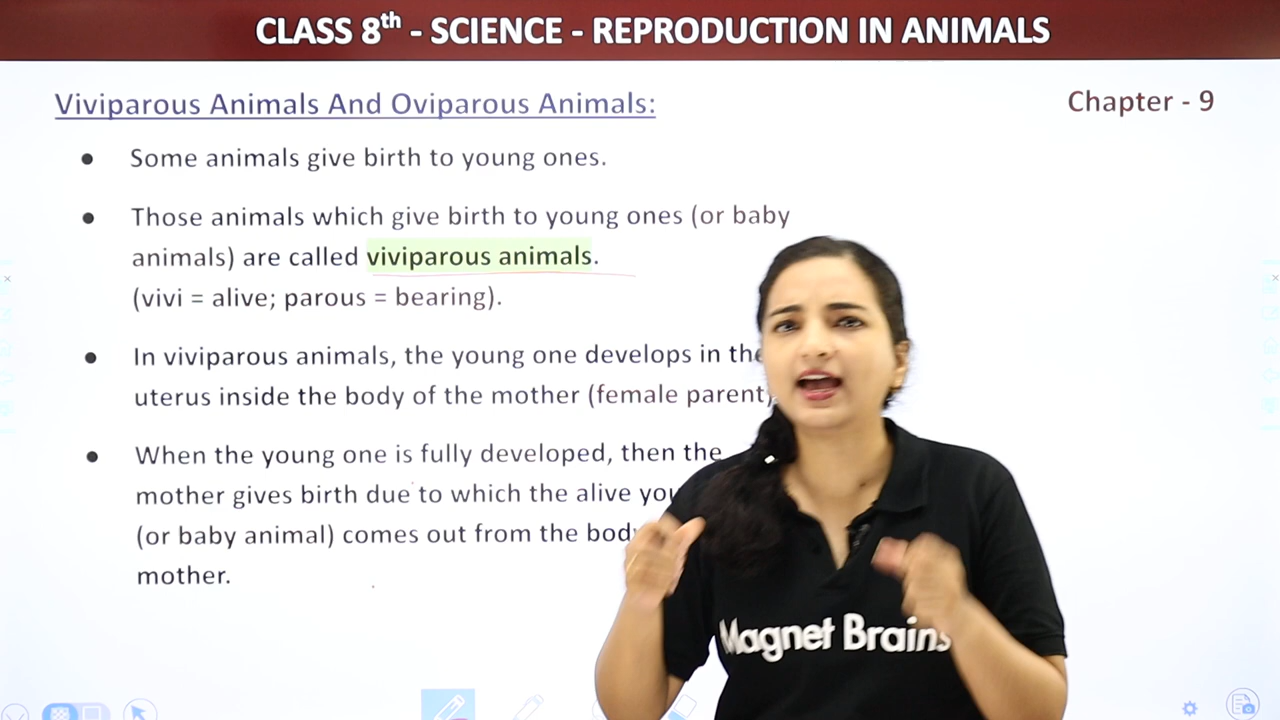 CLASS 8th - SCIENCE - REPRODUCTION IN ANIMALS
Viviparous Animals And Oviparous Animals:
Chapter - 9
● Some animals give birth to young ones.
● Those animals which give birth to young ones (or baby
animals) are called viviparous animals.
(vivi = alive; parous = bearing).
● In viviparous animals, the young one develops in the
uterus inside the body of the mother (female parent)
● When the young one is fully developed, then the
mother gives birth due to which the alive
(or baby animal) comes out from the
mother.
Magnet Brains